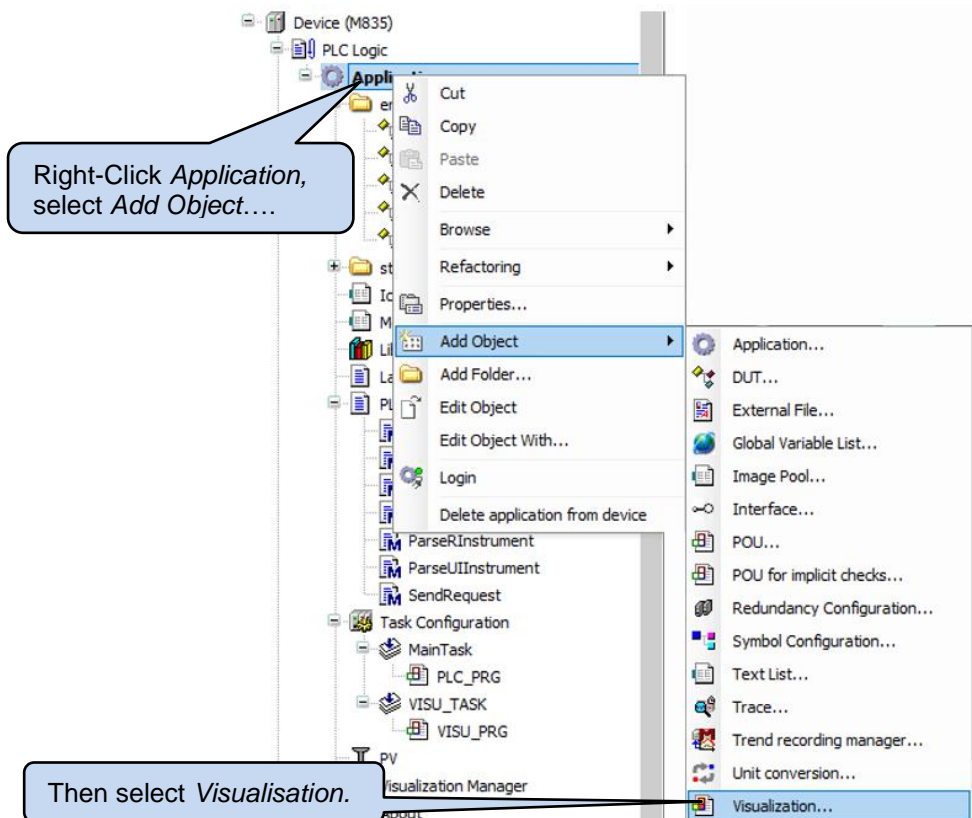 Device (M835)
PLC Logic
Right-Click Application,
select Add Object….
Cut
Copy
Paste
Delete
Browse
Refactoring
Properties...
Add Object
Add Folder...
Edit Object
Edit Object With...
Login
Delete application from device
Application...
DUT...
External File...
Global Variable List...
Image Pool...
Interface...
POU...
POU for implicit checks...
Redundancy Configuration...
Symbol Configuration...
Text List...
Trace...
Trend recording manager...
Unit conversion...
Visualization...
ParseRInstrument
ParseUIInstrument
SendRequest
Task Configuration
MainTask
PLC_PRG
VISU_TASK
VISU_PRG
PV
Visualization Manager
About
Then select Visualisation.